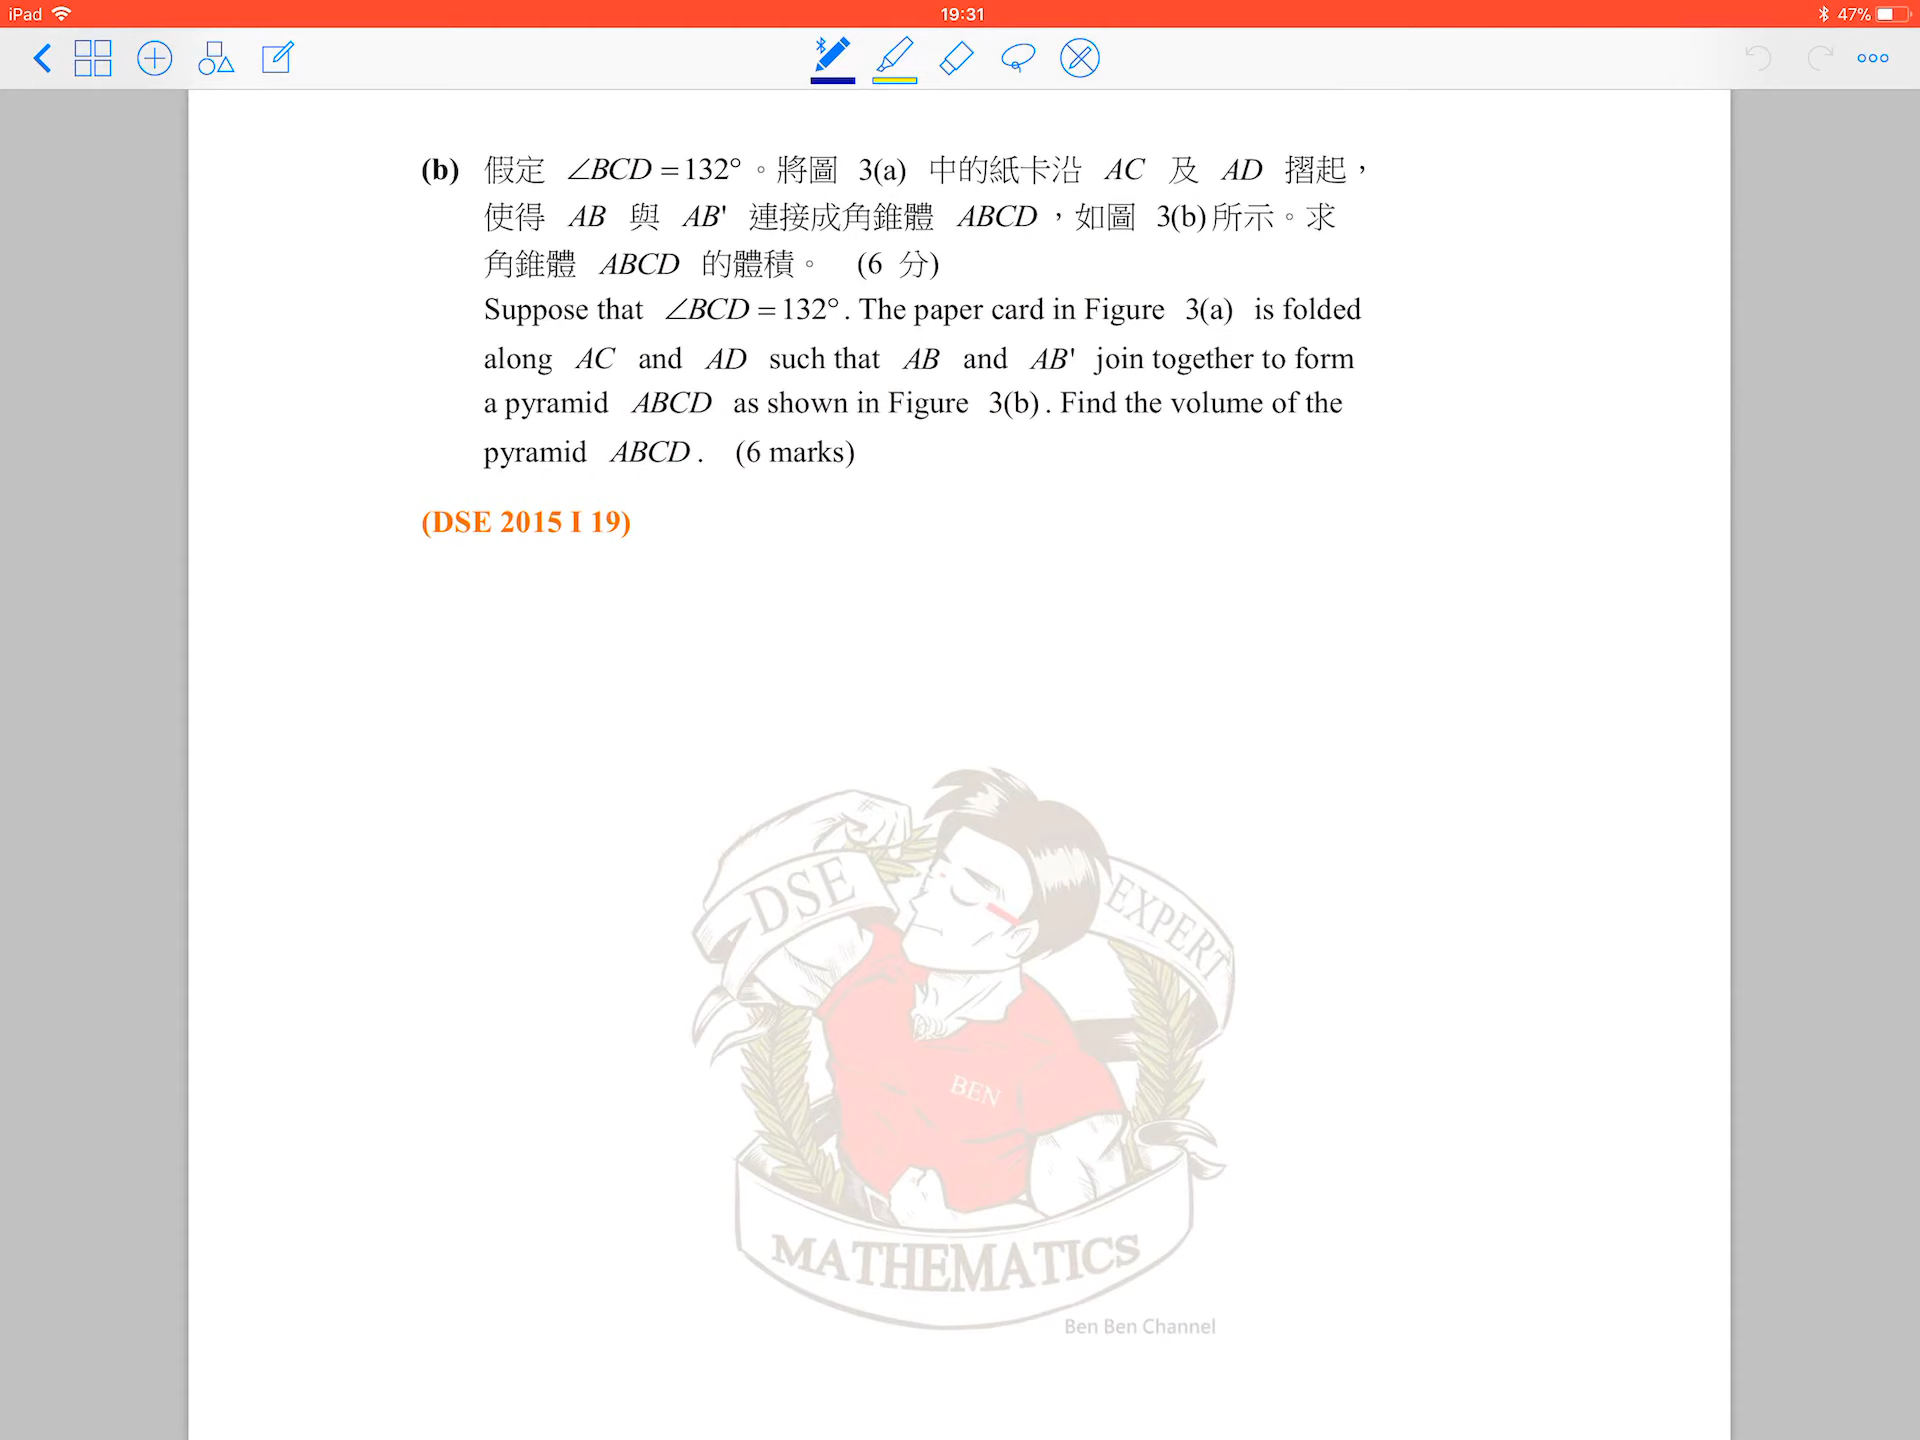 iPad
19:31
47%
(b) 假定 ∠BCD = 132°。將圖 3(a) 中的紙卡沿 AC 及 AD 摺起，
使得 AB 與 AB' 連接成角錐體 ABCD，如圖 3(b)所示。求
角錐體 ABCD 的體積。 (6 分)
Suppose that ∠BCD = 132°. The paper card in Figure 3(a) is folded
along AC and AD such that AB and AB' join together to form
a pyramid ABCD as shown in Figure 3(b). Find the volume of the
pyramid ABCD. (6 marks)
(DSE 2015 I 19)
DSE
EXPERT
BEN
MATHEMATICS
Ben Ben Channel